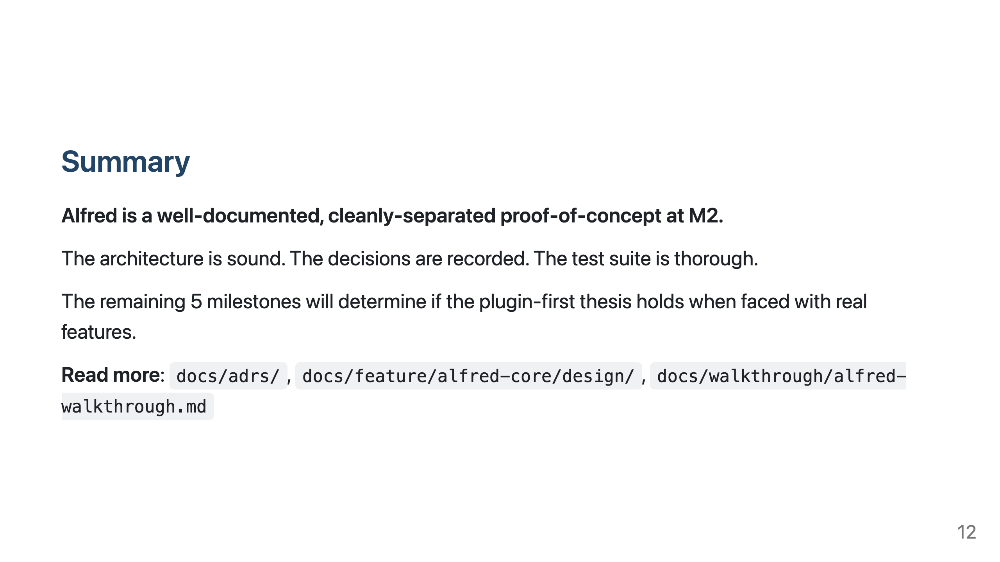 Summary
Alfred is a well-documented, cleanly-separated proof-of-concept at M2.
The architecture is sound. The decisions are recorded. The test suite is thorough.
The remaining 5 milestones will determine if the plugin-first thesis holds when faced with real
features.
Read more: docs/adrs/, docs/feature/alfred-core/design/, docs/walkthrough/alfred-
walkthrough.md
12